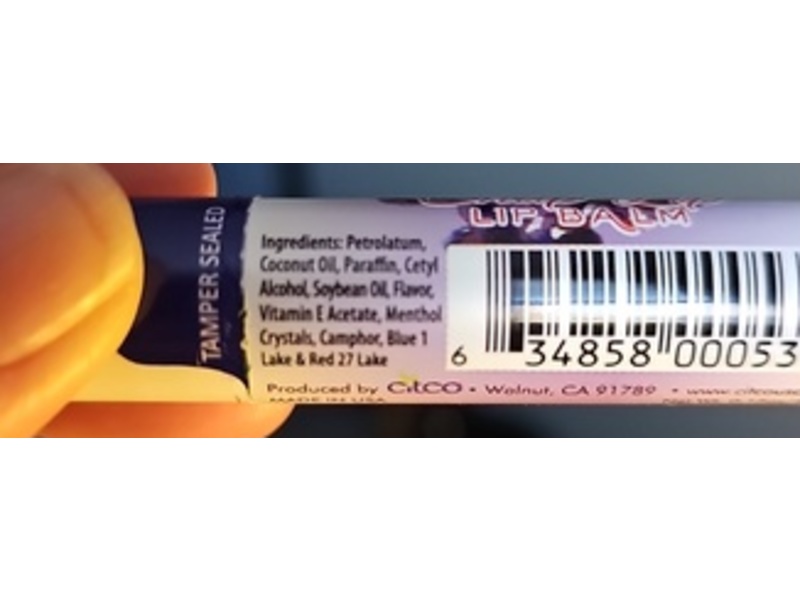 TAMPER SEALED
LIP BALM
Ingredients: Petrolatum,
Coconut Oil, Paraffin, Cetyl
Alcohol, Soybean Oil, Flavor,
Vitamin E Acetate, Menthol
Crystals, Camphor, Blue 1
Lake & Red 27 Lake
6 34858 00053
Produced by CitCO • Walnut, CA 91789 •
MADE IN USA